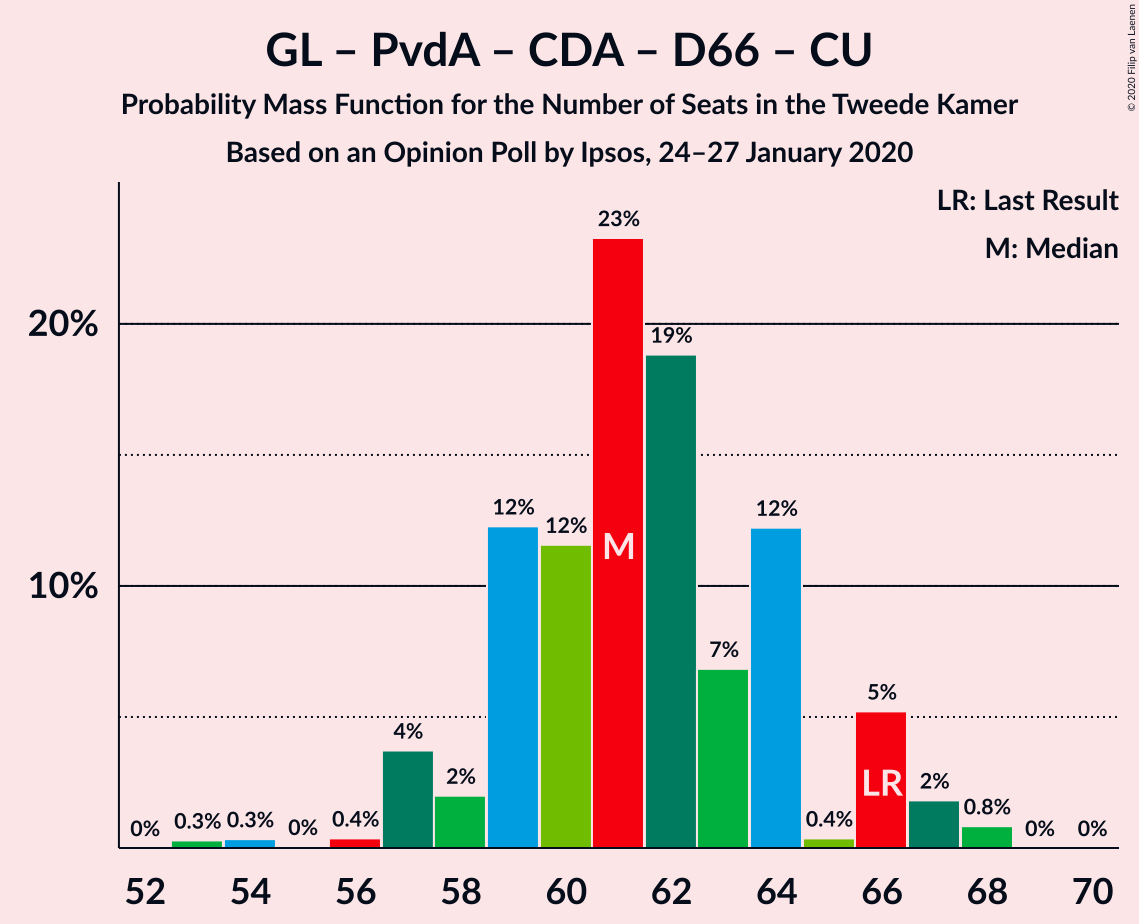 GL – PvdA – CDA – D66 – CU
Probability Mass Function for the Number of Seats in the Tweede Kamer
Based on an Opinion Poll by Ipsos, 24–27 January 2020
© 2020 Filip van Laenen
LR: Last Result
M: Median
20%
10%
0%
0.3%
0.3%
0%
0.4%
4%
2%
12%
12%
23%
19%
7%
12%
0.4%
5%
2%
0.8%
0%
0%
M
LR
52 54 56 58 60 62 64 66 68 70